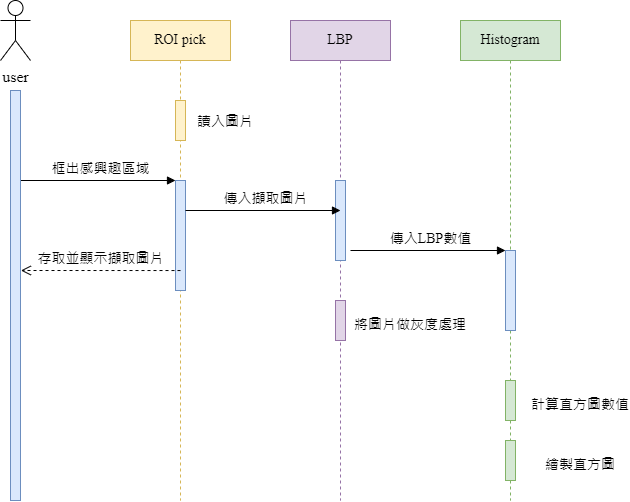 ROI pick
LBP
Histogram
user
讀入圖片
框出感興趣區域
傳入擷取圖片
傳入LBP數值
存取並顯示擷取圖片
將圖片做灰度處理
計算直方圖數值
繪製直方圖